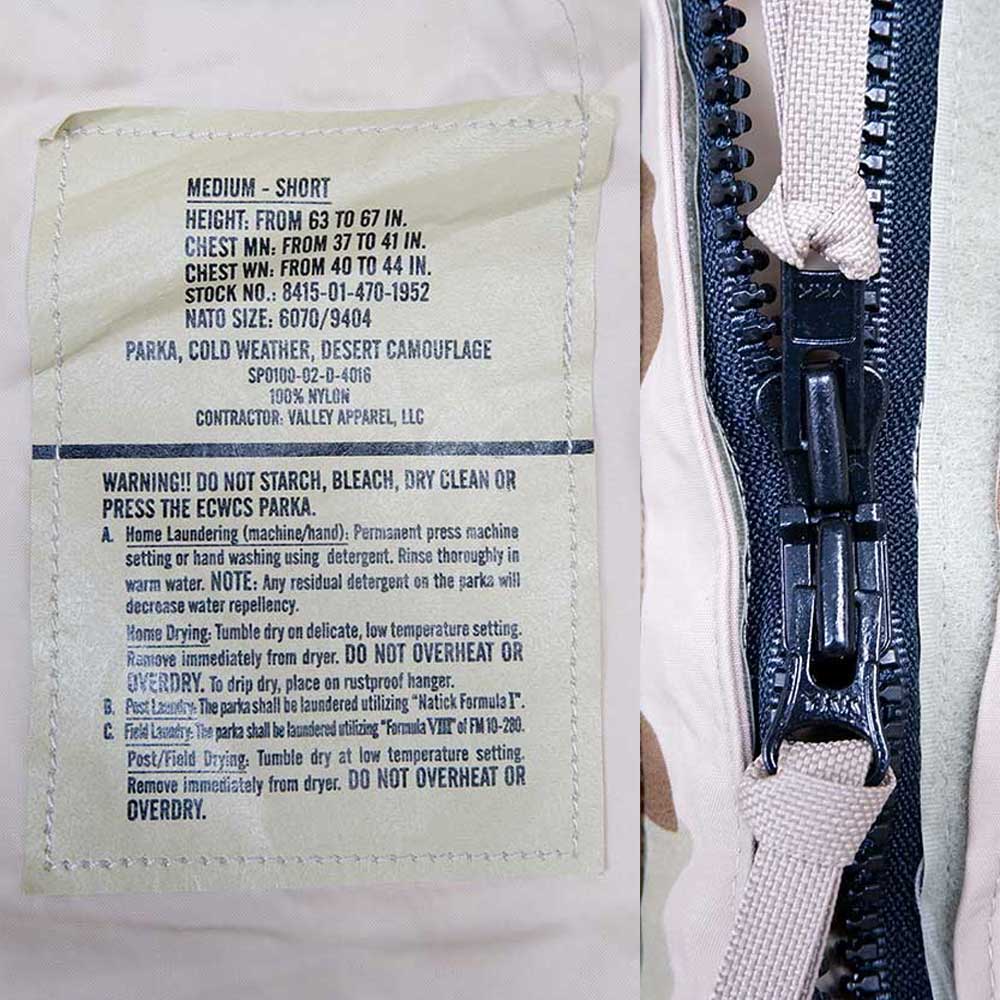 MEDIUM - SHORT
HEIGHT: FROM 63 TO 67 IN.
CHEST MN: FROM 37 TO 41 IN.
CHEST WN: FROM 40 TO 44 IN.
STOCK NO.: 8415-01-470-1952
NATO SIZE: 6070/9404
PARKA, COLD WEATHER, DESERT CAMOUFLAGE
SPO100-02-D-4016
100% NYLON
CONTRACTOR: VALLEY APPAREL, LLC
WARNING!! DO NOT STARCH, BLEACH, DRY CLEAN OR
PRESS THE ECWCS PARKA.
A. Home Laundering (machine/hand): Permanent press machine
setting or hand washing using detergent. Rinse thoroughly in
warm water. NOTE: Any residual detergent on the parka will
decrease water repellency.
Home Drying: Tumble dry on delicate, low temperature setting.
Remove immediately from dryer. DO NOT OVERHEAT OR
OVERDRY. To drip dry, place on rustproof hanger.
B. Post Laundry: The parka shall be laundered utilizing "Natick Formula I".
C. Field Laundry: The parka shall be laundered utilizing "Formula VIII" of FM 10-280.
Post/Field Drying: Tumble dry at low temperature setting.
Remove immediately from dryer. DO NOT OVERHEAT OR
OVERDRY.
YKK